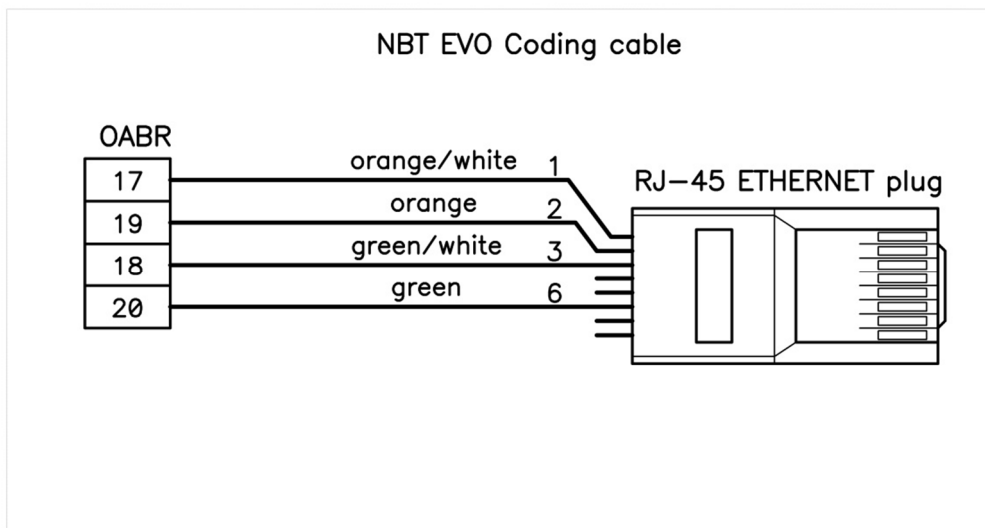 NBT EVO Coding cable
OABR
17 orange/white 1
RJ-45 ETHERNET plug
19 orange 2
18 green/white 3
20 green 6